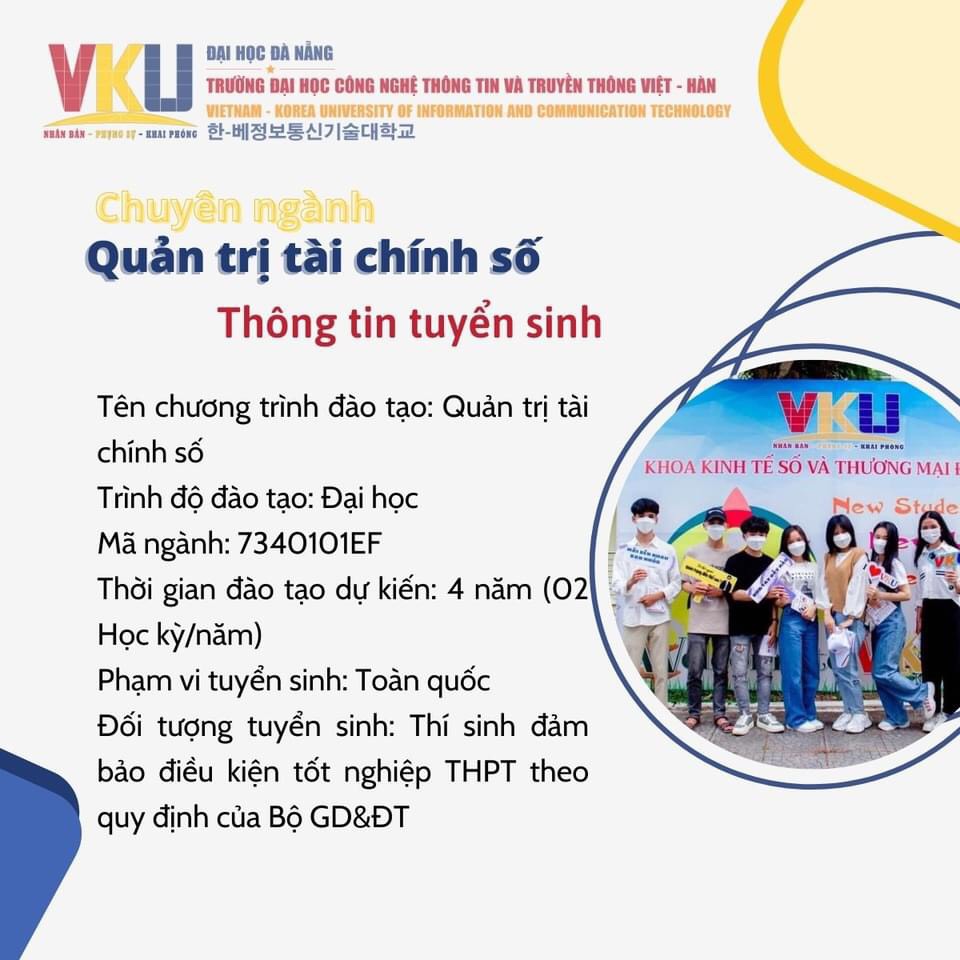 VKU
NHÂN BẢN - PHỤNG SỰ - KHAI PHÓNG
ĐẠI HỌC ĐÀ NẴNG
TRƯỜNG ĐẠI HỌC CÔNG NGHỆ THÔNG TIN VÀ TRUYỀN THÔNG VIỆT - HÀN
VIETNAM - KOREA UNIVERSITY OF INFORMATION AND COMMUNICATION TECHNOLOGY
한-베정보통신기술대학교
Chuyên ngành
Quản trị tài chính số
Thông tin tuyển sinh
Tên chương trình đào tạo: Quản trị tài
chính số
Trình độ đào tạo: Đại học
Mã ngành: 7340101EF
Thời gian đào tạo dự kiến: 4 năm (02
Học kỳ/năm)
Phạm vi tuyển sinh: Toàn quốc
Đối tượng tuyển sinh: Thí sinh đảm
bảo điều kiện tốt nghiệp THPT theo
quy định của Bộ GD&ĐT
VKU
NHÂN BẢN - PHỤNG SỰ - KHAI PHÓNG
KHOA KINH TẾ SỐ VÀ THƯƠNG MẠI Đ
New Stude